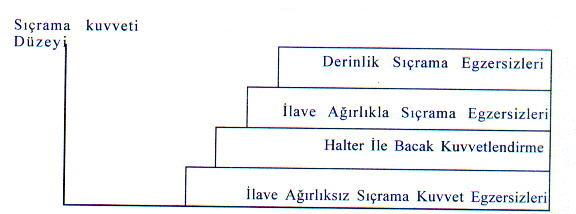 Sıçrama kuvveti
Düzeyi
Derinlik Sıçrama Egzersizleri
İlave Ağırlıkla Sıçrama Egzersizleri
Halter İle Bacak Kuvvetlendirme
İlave Ağırlıksız Sıçrama Kuvvet Egzersizleri